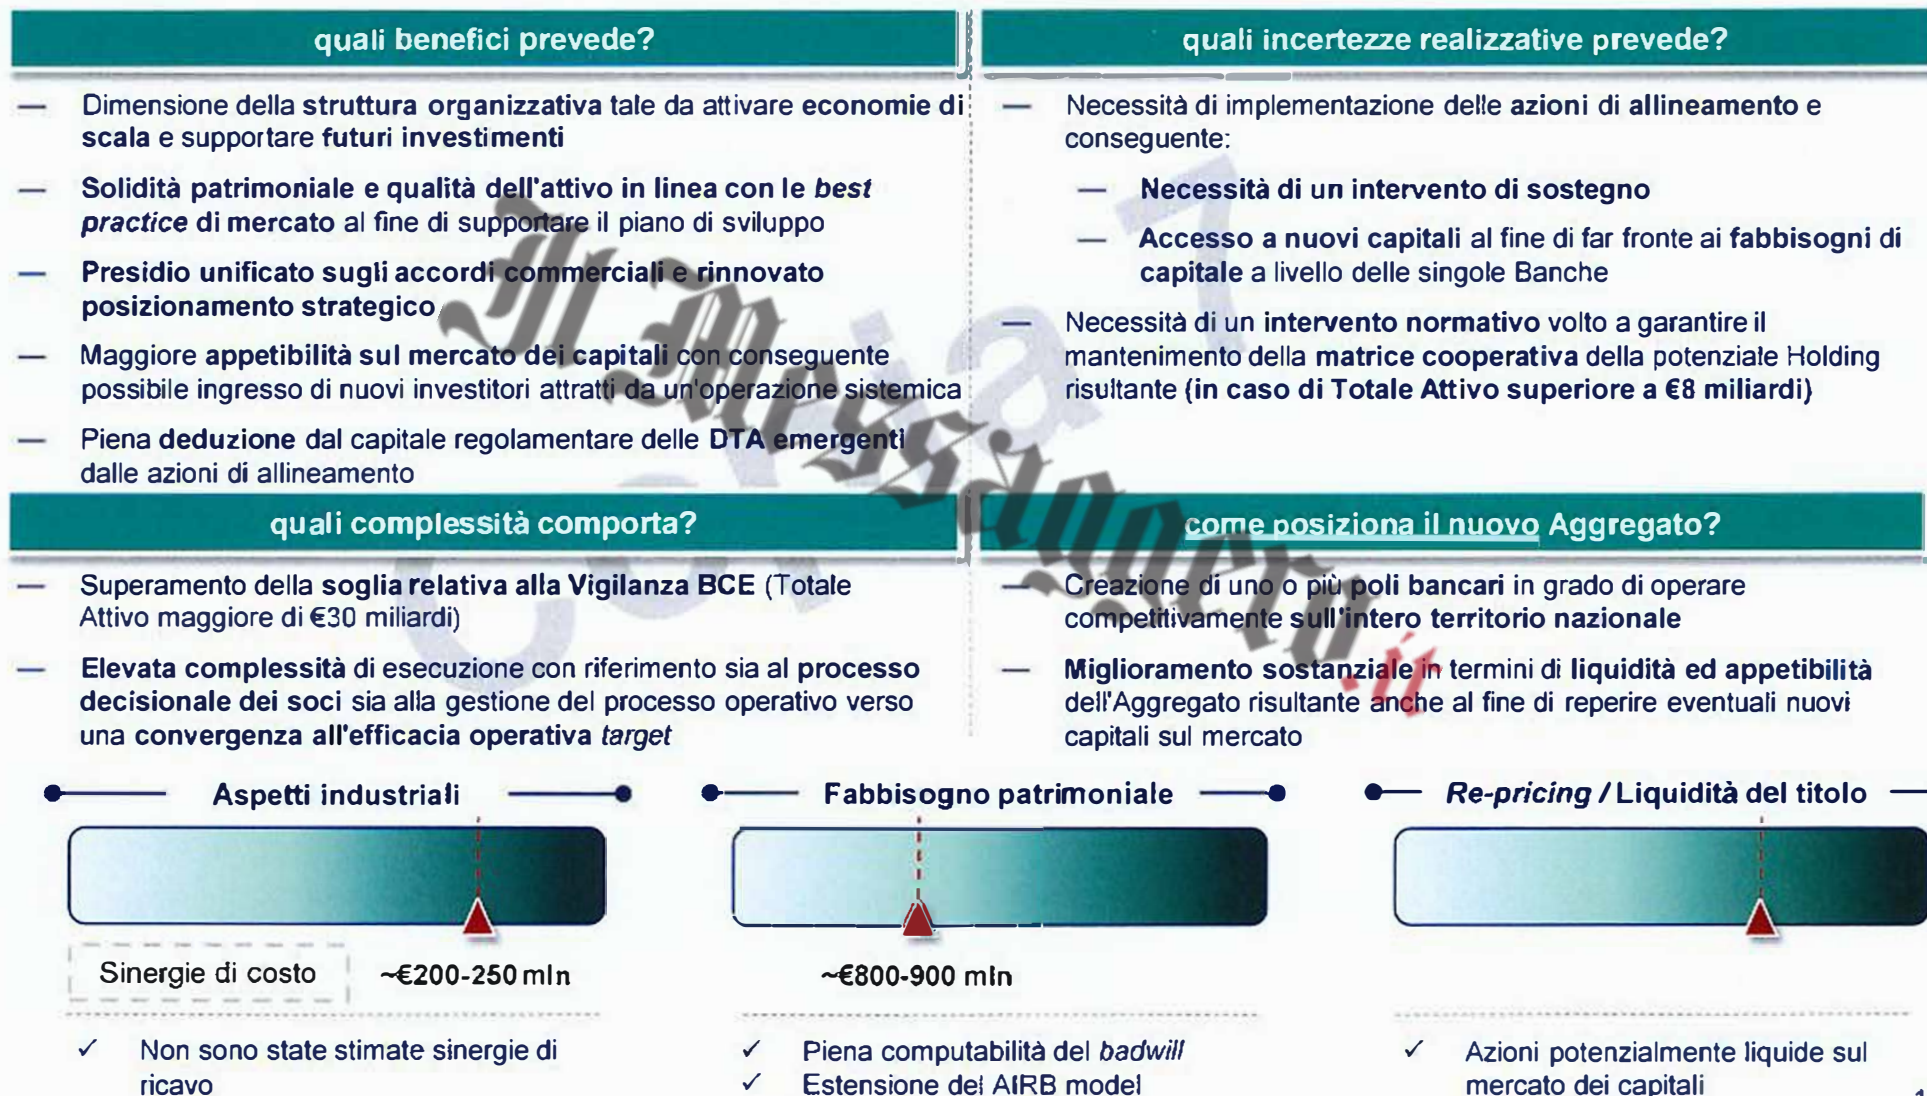 quali benefici prevede?
— Dimensione della struttura organizzativa tale da attivare economie di
scala e supportare futuri investimenti
— Solidità patrimoniale e qualità dell'attivo in linea con le best
practice di mercato al fine di supportare il piano di sviluppo
— Presidio unificato sugli accordi commerciali e rinnovato
posizionamento strategico
— Maggiore appetibilità sul mercato dei capitali con conseguente
possibile ingresso di nuovi investitori attratti da un'operazione sistemica
— Piena deduzione dal capitale regolamentare delle DTA emergenti
dalle azioni di allineamento
quali incertezze realizzative prevede?
— Necessità di implementazione delle azioni di allineamento e
conseguente:
— Necessità di un intervento di sostegno
— Accesso a nuovi capitali al fine di far fronte ai fabbisogni di
capitale a livello delle singole Banche
— Necessità di un intervento normativo volto a garantire il
mantenimento della matrice cooperativa della potenziale Holding
risultante (in caso di Totale Attivo superiore a €8 miliardi)
quali complessità comporta?
— Superamento della soglia relativa alla Vigilanza BCE (Totale
Attivo maggiore di €30 miliardi)
— Elevata complessità di esecuzione con riferimento sia al processo
decisionale dei soci sia alla gestione del processo operativo verso
una convergenza all'efficacia operativa target
come posiziona il nuovo Aggregato?
— Creazione di uno o più poli bancari in grado di operare
competitivamente sull'intero territorio nazionale
— Miglioramento sostanziale in termini di liquidità ed appetibilità
dell'Aggregato risultante anche al fine di reperire eventuali nuovi
capitali sul mercato
Aspetti industriali
Sinergie di costo ~€200-250 mln
✓ Non sono state stimate sinergie di
ricavo
Fabbisogno patrimoniale
~€800-900 mln
✓ Piena computabilità del badwill
✓ Estensione del AIRB model
Re-pricing / Liquidità del titolo
✓ Azioni potenzialmente liquide sul
mercato dei capitali
Copia 7
Il Messaggero.it